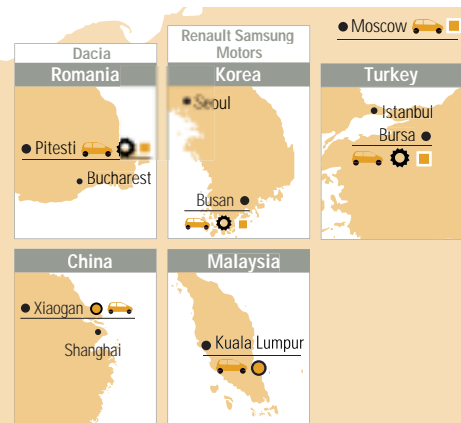 Moscow
Renault Samsung
Motors
Dacia
Romania
Korea
Turkey
Seoul
Istanbul
Bursa
Pitesti
Bucharest
Busan
China
Malaysia
Xiaogan
Shanghai
Kuala Lumpur